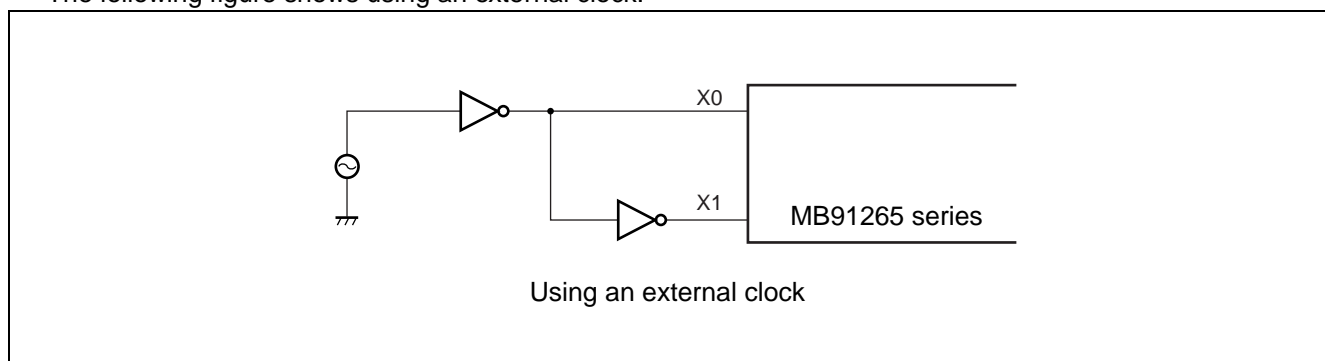 The following figure shows using an external clock.
X0
X1
MB91265 series
Using an external clock